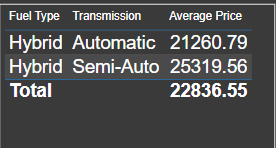 Fuel Type Transmission Average Price
Hybrid Automatic 21260.79
Hybrid Semi-Auto 25319.56
Total 22836.55